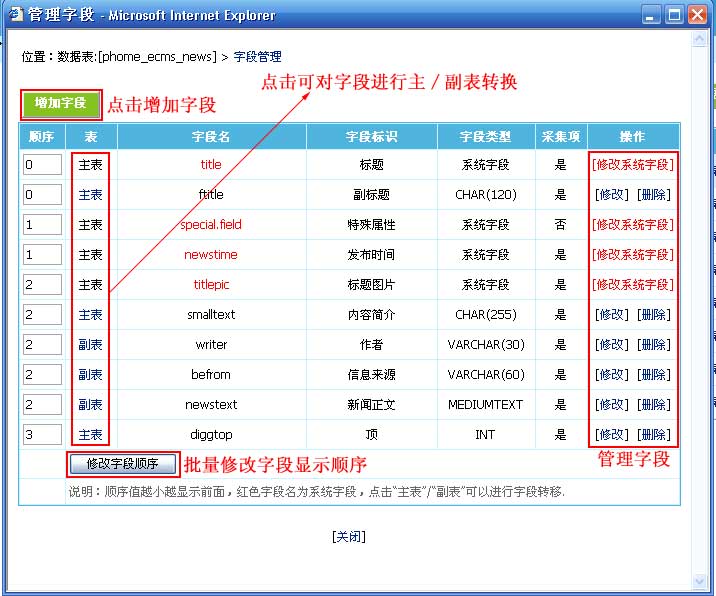 管理字段 - Microsoft Internet Explorer
位置：数据表:[phome_ecms_news] > 字段管理
点击可对字段进行主 / 副表转换
增加字段 点击增加字段
顺序 表 字段名 字段标识 字段类型 采集项 操作
0 主表 title 标题 系统字段 是 [修改系统字段]
0 主表 ftitle 副标题 CHAR(120) 是 [修改] [删除]
1 主表 special.field 特殊属性 系统字段 否 [修改系统字段]
1 主表 newstime 发布时间 系统字段 是 [修改系统字段]
2 主表 titlepic 标题图片 系统字段 是 [修改系统字段]
2 主表 smalltext 内容简介 CHAR(255) 是 [修改] [删除]
2 副表 writer 作者 VARCHAR(30) 是 [修改] [删除]
2 副表 befrom 信息来源 VARCHAR(60) 是 [修改] [删除]
2 副表 newstext 新闻正文 MEDIUMTEXT 是 [修改] [删除]
3 主表 diggtop 顶 INT 是 [修改] [删除]
修改字段顺序 批量修改字段显示顺序 管理字段
说明：顺序值越小越显示前面，红色字段名为系统字段，点击“主表”/“副表”可以进行字段转移.
[关闭]